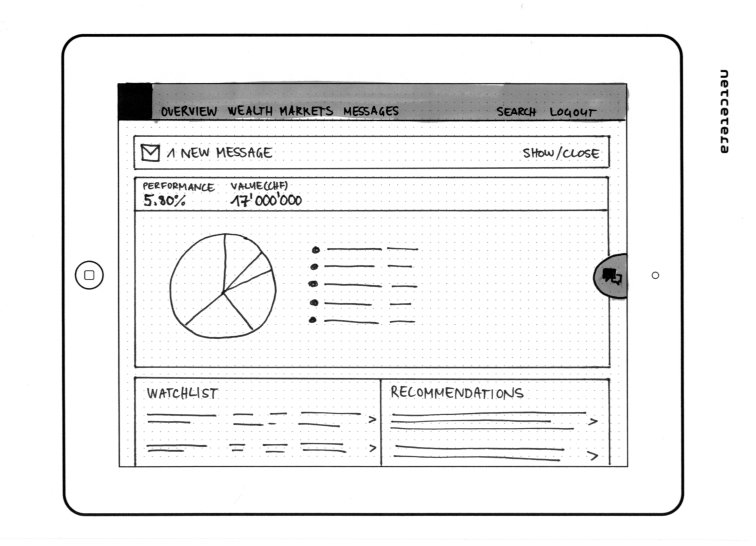 OVERVIEW WEALTH MARKETS MESSAGES SEARCH LOGOUT
1 NEW MESSAGE SHOW/CLOSE
PERFORMANCE VALUE(CHF)
5.80% 17'000'000
WATCHLIST RECOMMENDATIONS
netcetera